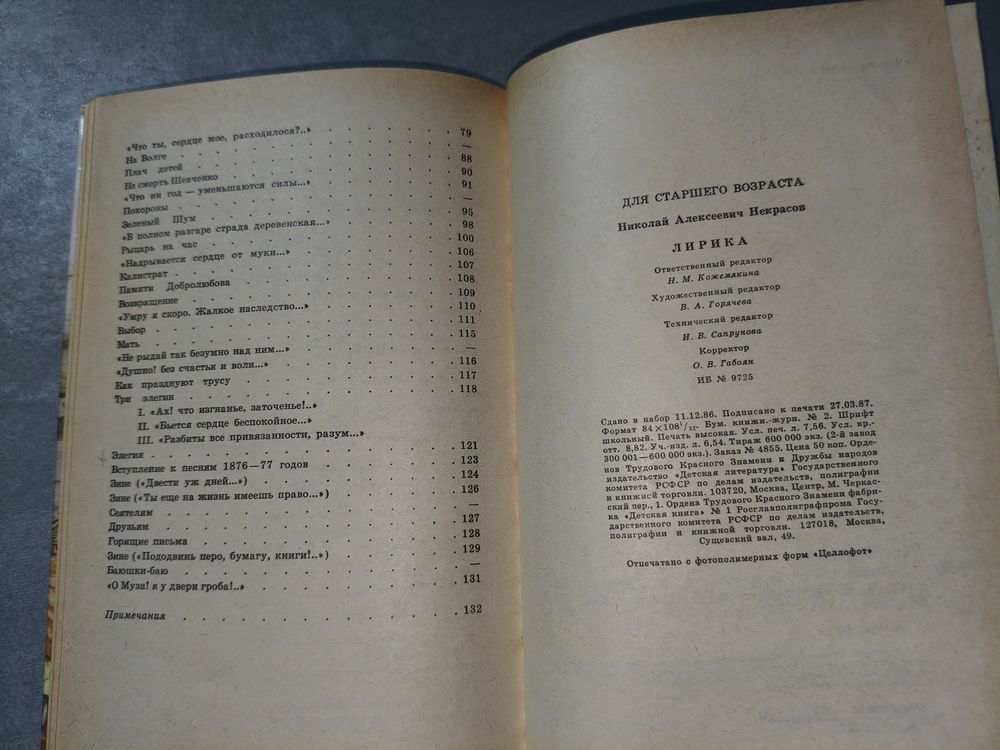 «Что ты, сердце мое, расходилося?..» . . . . . . 79
На Волге . . . . . . . . . . —
Плач детей . . . . . . . . . . 88
На смерть Шевченко . . . . . . . . . 90
«Что ни год — уменьшаются силы...» . . . . . . 91
Похороны . . . . . . . . . . —
Зеленый Шум . . . . . . . . . . 95
«В полном разгаре страда деревенская...» . . . . . 98
Рыцарь на час . . . . . . . . . 100
«Надрывается сердце от муки...» . . . . . . 106
Калистрат . . . . . . . . . . 107
Памяти Добролюбова . . . . . . . . 108
Возвращение . . . . . . . . . . 109
«Умру я скоро. Жалкое наследство...» . . . . . . 110
Выбор . . . . . . . . . . 111
Мать . . . . . . . . . . 115
«Не рыдай так безумно над ним...» . . . . . . —
«Душно! без счастья и воли...» . . . . . . . 116
Как празднуют трусу . . . . . . . . 117
Три элегии . . . . . . . . . . 118
I. «Ах! что изгнанье, заточенье!..»
II. «Бьется сердце беспокойное...»
III. «Разбиты все привязанности, разум...»
Элегия . . . . . . . . . . 121
Вступление к песням 1876—77 годов . . . . . 123
Зине («Двести уж дней...») . . . . . . . 124
Зине («Ты еще на жизнь имеешь право...») . . . . 126
Сеятелям . . . . . . . . . . —
Друзьям . . . . . . . . . . 127
Горящие письма . . . . . . . . . 128
Зине («Пододвинь перо, бумагу, книги!..») . . . . 129
Баюшки-баю . . . . . . . . . . —
«О Муза! я у двери гроба!..» . . . . . . . 131
Примечания . . . . . . . . . . 132
ДЛЯ СТАРШЕГО ВОЗРАСТА
Николай Алексеевич Некрасов
ЛИРИКА
Ответственный редактор
Н. М. Кожемякина
Художественный редактор
В. А. Горячева
Технический редактор
И. В. Сапрунова
Корректор
О. В. Габоян
ИБ № 9725
Сдано в набор 11.12.86. Подписано к печати 27.03.87.
Формат 84×108¹/₃₂. Бум. книжн.-журн. № 2. Шрифт
школьный. Печать высокая. Усл. печ. л. 7,56. Усл. кр.-
отт. 8,82. Уч.-изд. л. 6,54. Тираж 600 000 экз. (2-й завод
300 001—600 000 экз.). Заказ № 4855. Цена 50 коп. Орде-
нов Трудового Красного Знамени и Дружбы народов
издательство «Детская литература» Государственного
комитета РСФСР по делам издательств, полиграфии
и книжной торговли. 103720, Москва, Центр, М. Черкас-
ский пер., 1. Ордена Трудового Красного Знамени фабри-
ка «Детская книга» № 1 Росглавполиграфпрома Госу-
дарственного комитета РСФСР по делам издательств,
полиграфии и книжной торговли. 127018, Москва,
Сущевский вал, 49.
Отпечатано с фотополимерных форм «Целлофот»